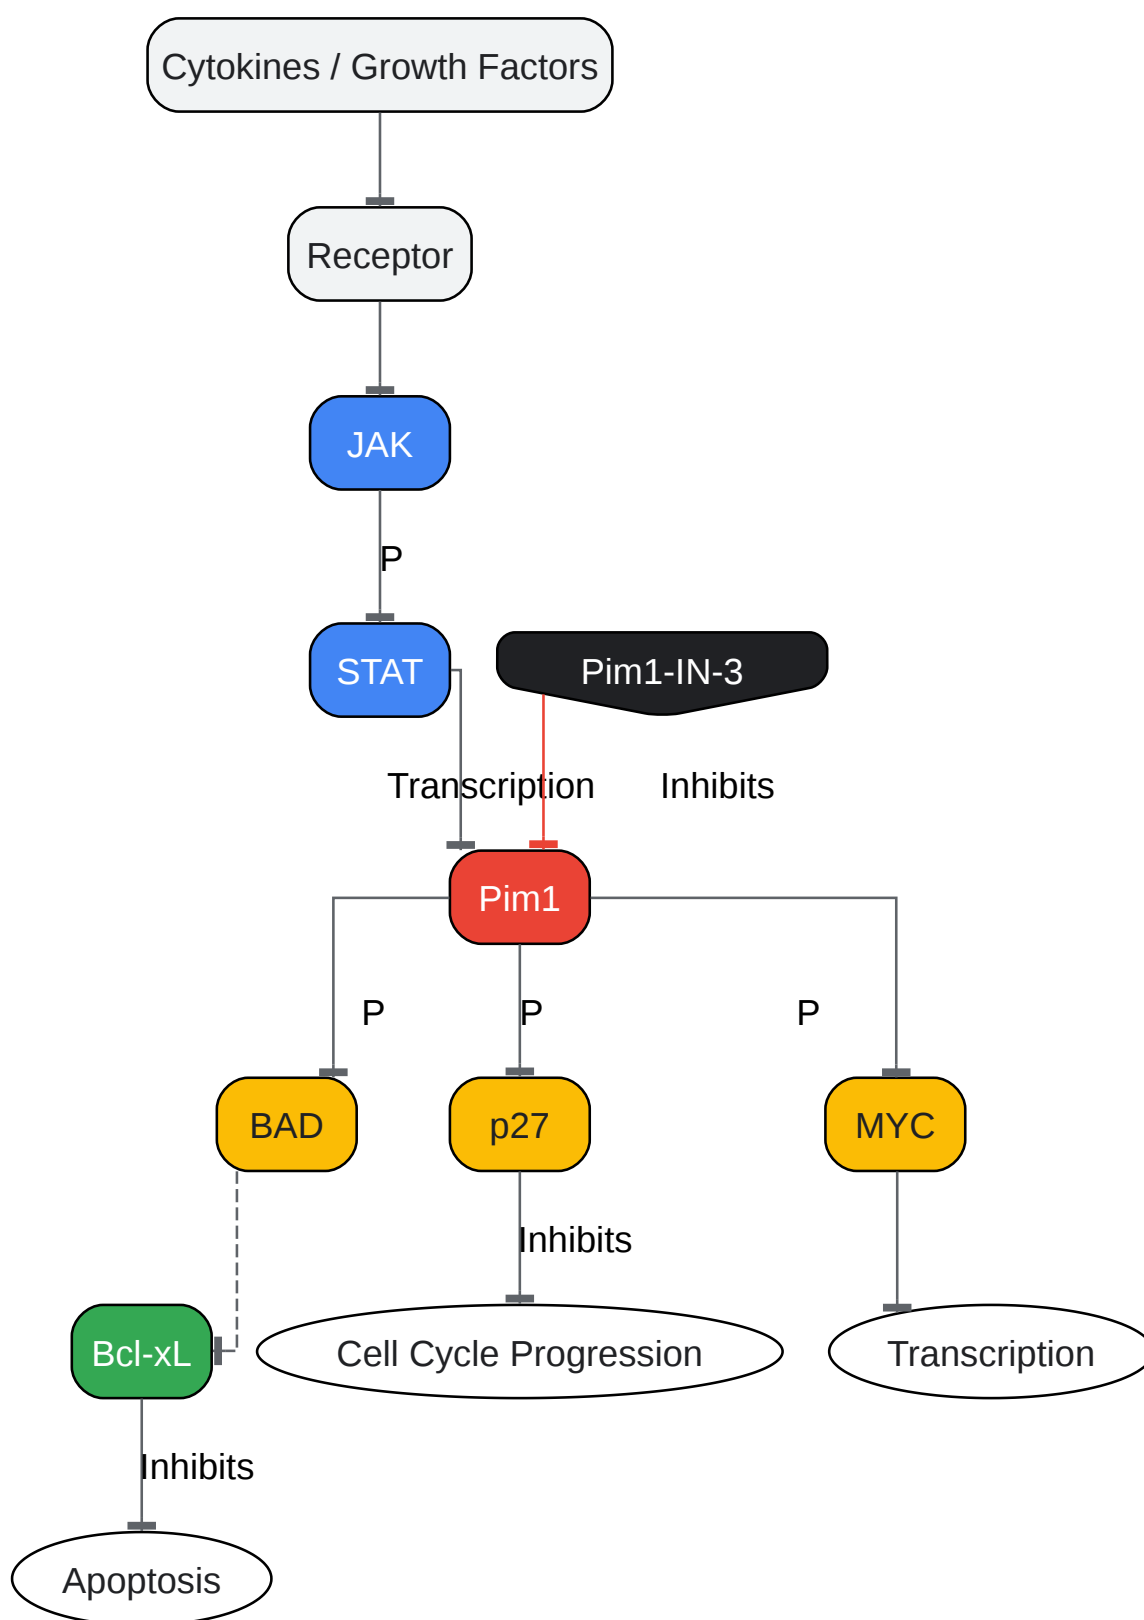 Cytokines / Growth Factors
Receptor
JAK
P
STAT
Pim1-IN-3
Transcription
Inhibits
Pim1
P
P
P
BAD
p27
MYC
Inhibits
Bcl-xL
Cell Cycle Progression
Transcription
Inhibits
Apoptosis